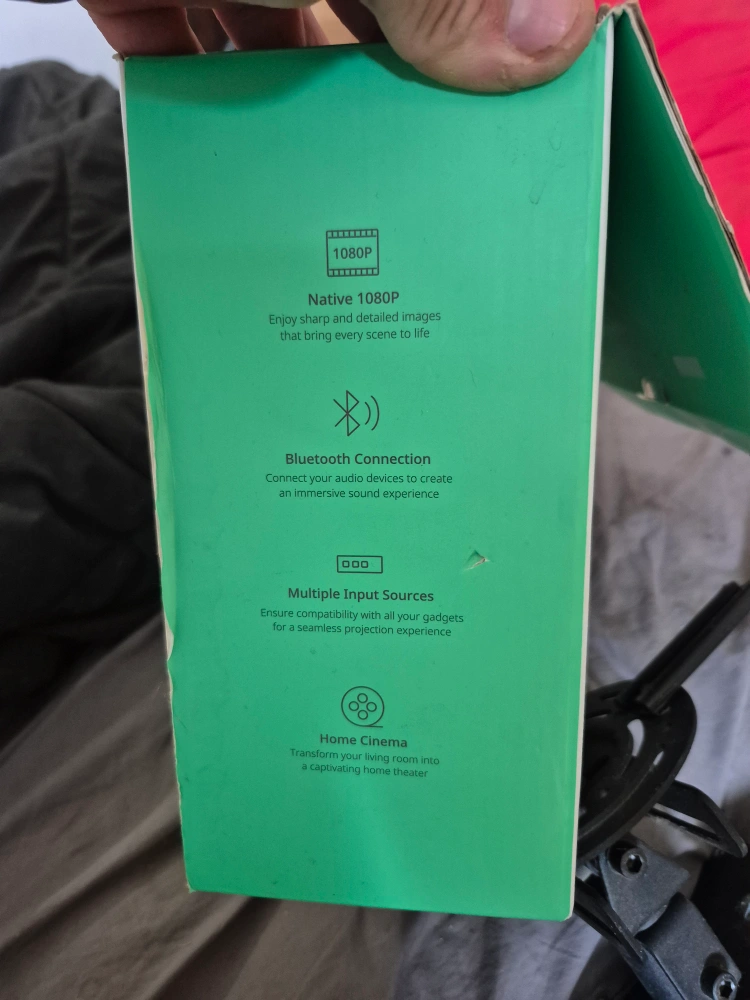 1080P
Native 1080P
Enjoy sharp and detailed images
that bring every scene to life
Bluetooth Connection
Connect your audio devices to create
an immersive sound experience
Multiple Input Sources
Ensure compatibility with all your gadgets
for a seamless projection experience
Home Cinema
Transform your living room into
a captivating home theater